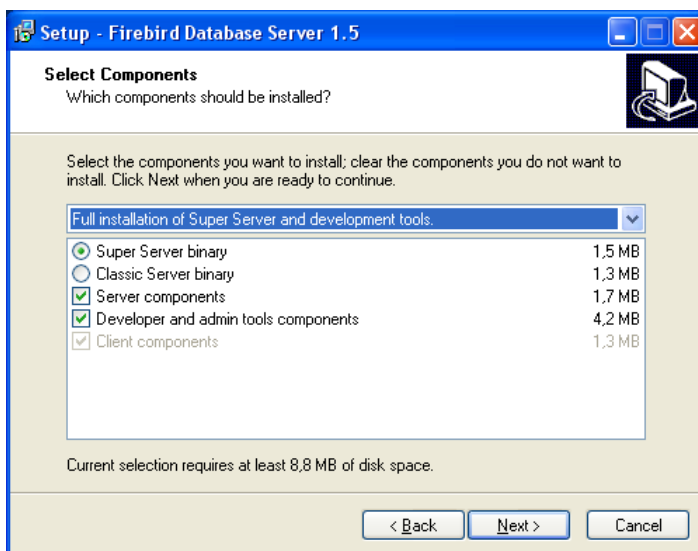 Setup - Firebird Database Server 1.5
Select Components
Which components should be installed?
Select the components you want to install; clear the components you do not want to
install. Click Next when you are ready to continue.
Full installation of Super Server and development tools.
Super Server binary 1,5 MB
Classic Server binary 1,3 MB
Server components 1,7 MB
Developer and admin tools components 4,2 MB
Client components 1,3 MB
Current selection requires at least 8,8 MB of disk space.
< Back Next > Cancel